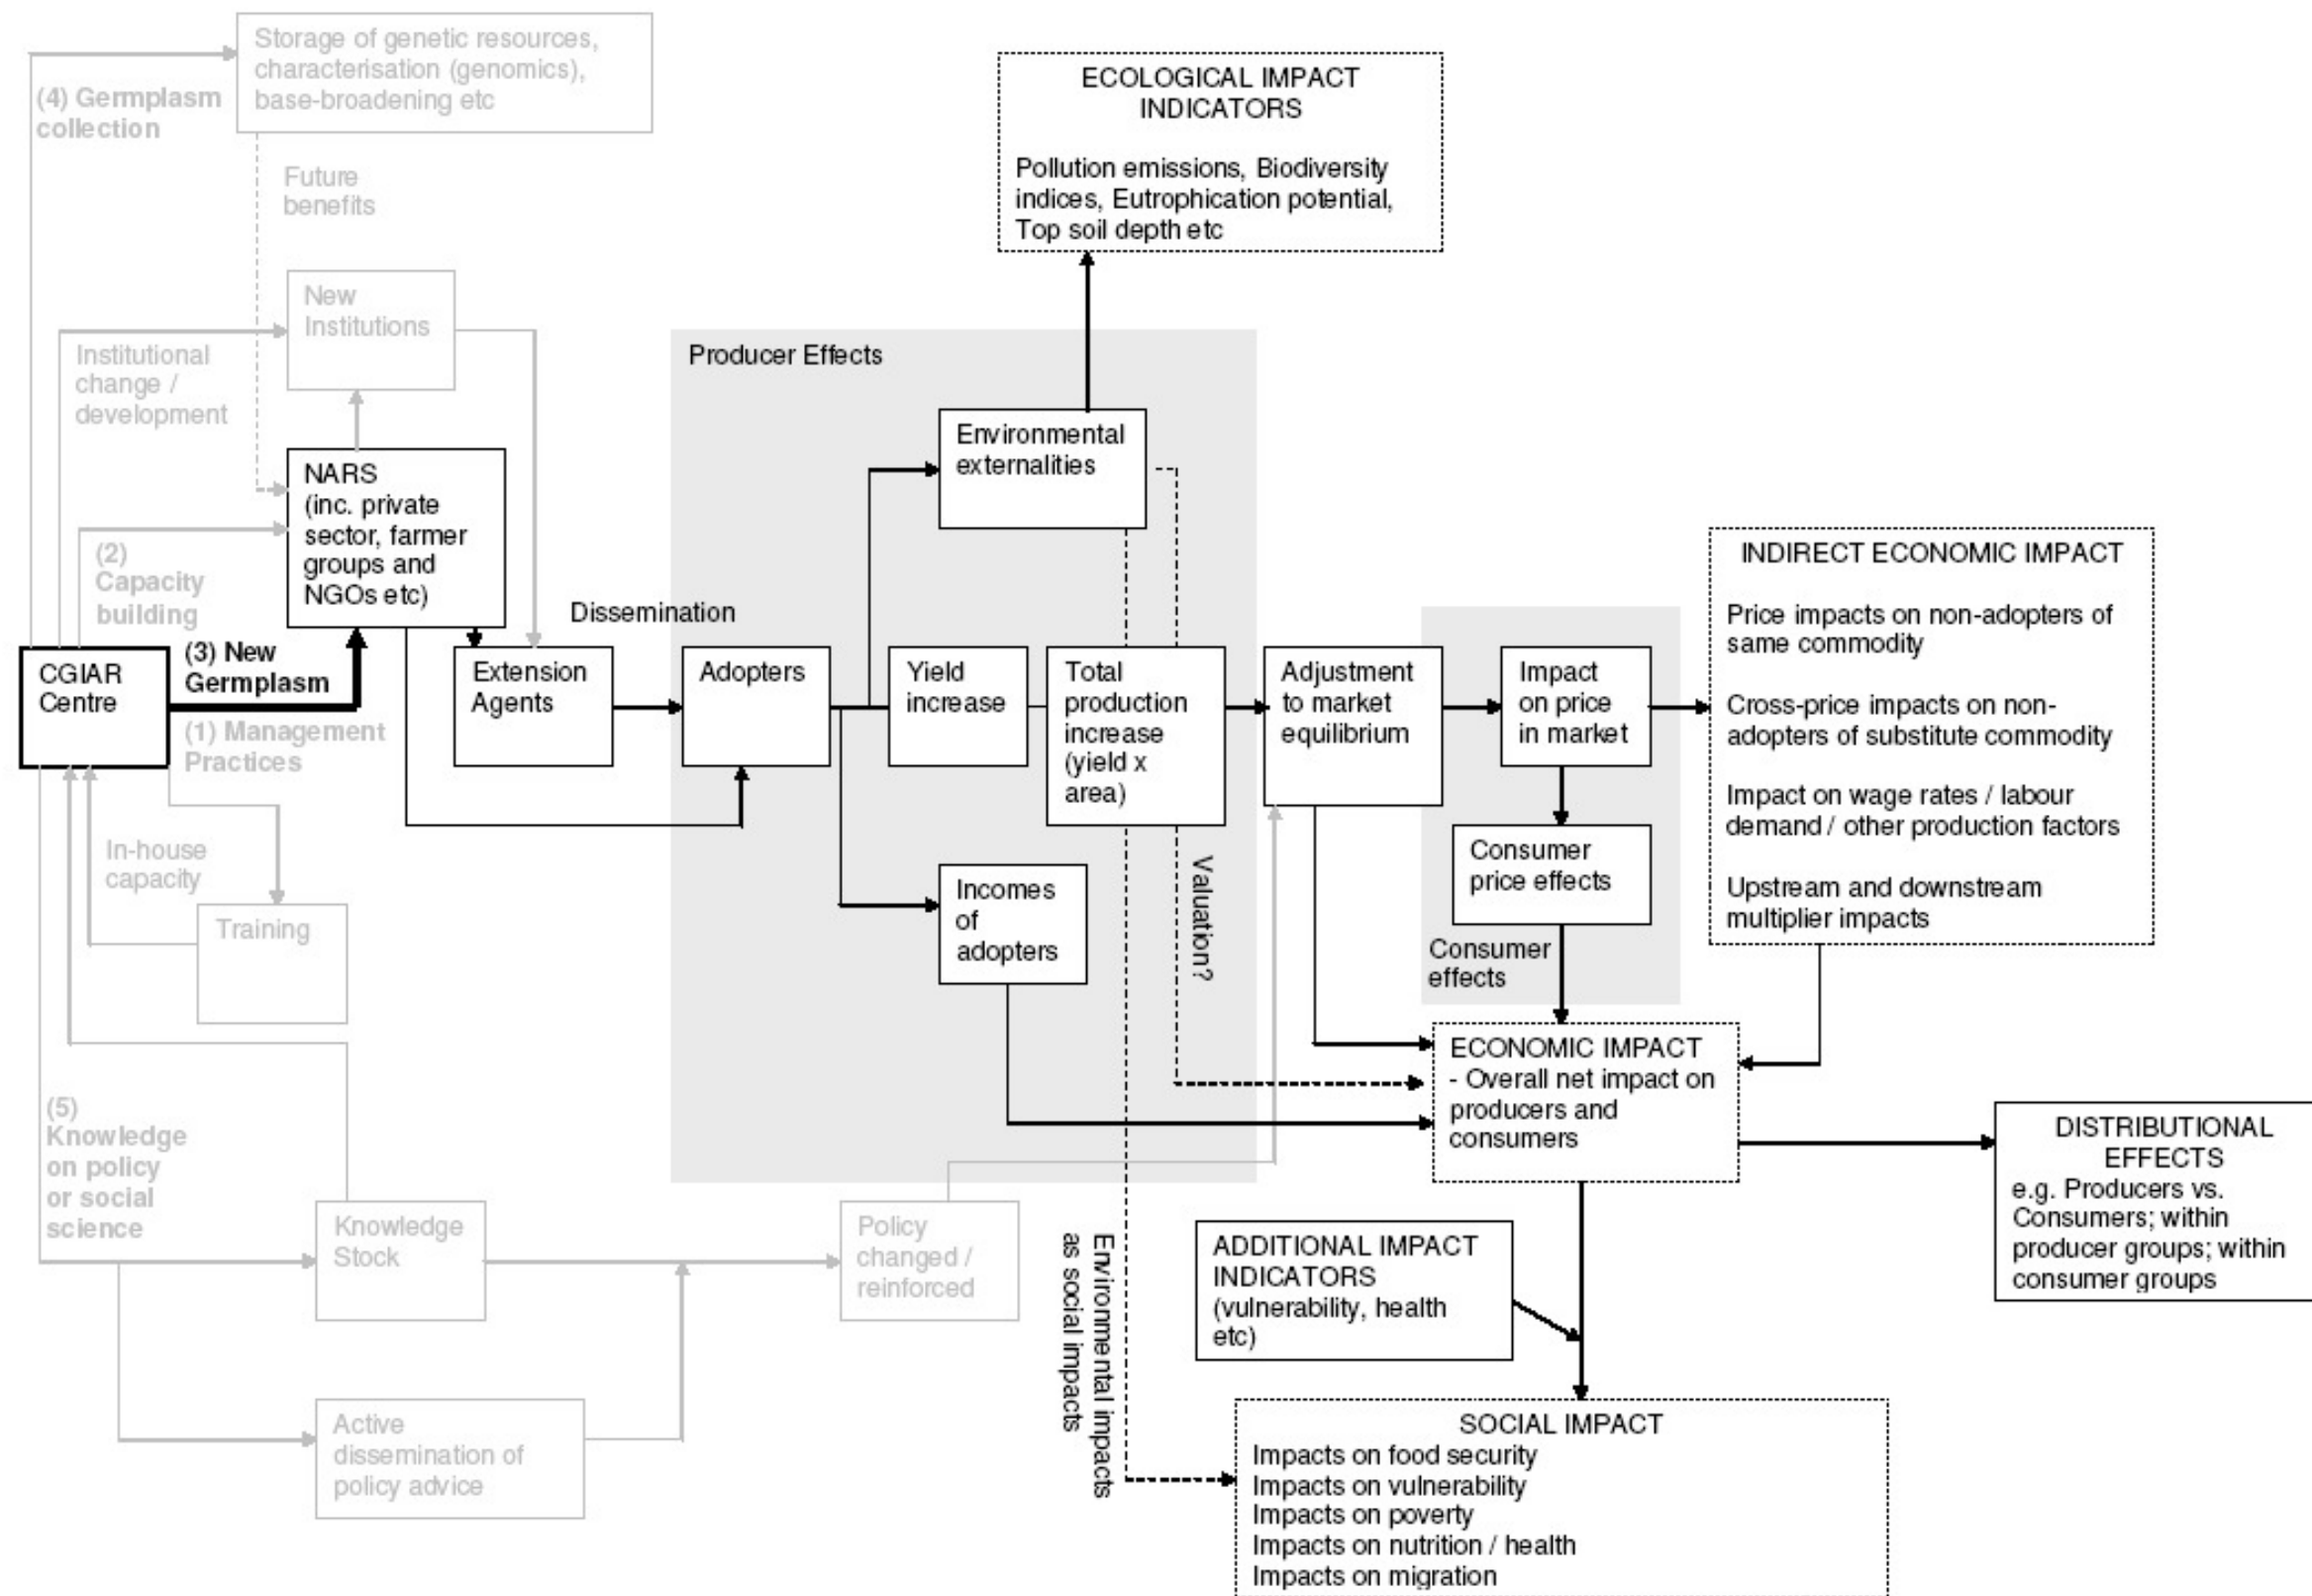 Storage of genetic resources,
characterisation (genomics),
base-broadening etc
(4) Germplasm
collection
Future
benefits
New
Institutions
Institutional
change /
development
NARS
(inc. private
sector, farmer
groups and
NGOs etc)
(2)
Capacity
building
CGIAR
Centre
(3) New
Germplasm
(1) Management
Practices
In-house
capacity
Training
(5)
Knowledge
on policy
or social
science
Knowledge
Stock
Active
dissemination of
policy advice
Policy
changed /
reinforced
Extension
Agents
Dissemination
Producer Effects
Adopters
Environmental
externalities
Yield
increase
Total
production
increase
(yield x
area)
Incomes
of
adopters
Valuation?
Environmental impacts
as social impacts
ECOLOGICAL IMPACT
INDICATORS
Pollution emissions, Biodiversity
indices, Eutrophication potential,
Top soil depth etc
Adjustment
to market
equilibrium
Impact
on price
in market
Consumer
price effects
Consumer
effects
INDIRECT ECONOMIC IMPACT
Price impacts on non-adopters of
same commodity
Cross-price impacts on non-
adopters of substitute commodity
Impact on wage rates / labour
demand / other production factors
Upstream and downstream
multiplier impacts
ECONOMIC IMPACT
- Overall net impact on
producers and
consumers
DISTRIBUTIONAL
EFFECTS
e.g. Producers vs.
Consumers; within
producer groups; within
consumer groups
ADDITIONAL IMPACT
INDICATORS
(vulnerability, health
etc)
SOCIAL IMPACT
Impacts on food security
Impacts on vulnerability
Impacts on poverty
Impacts on nutrition / health
Impacts on migration